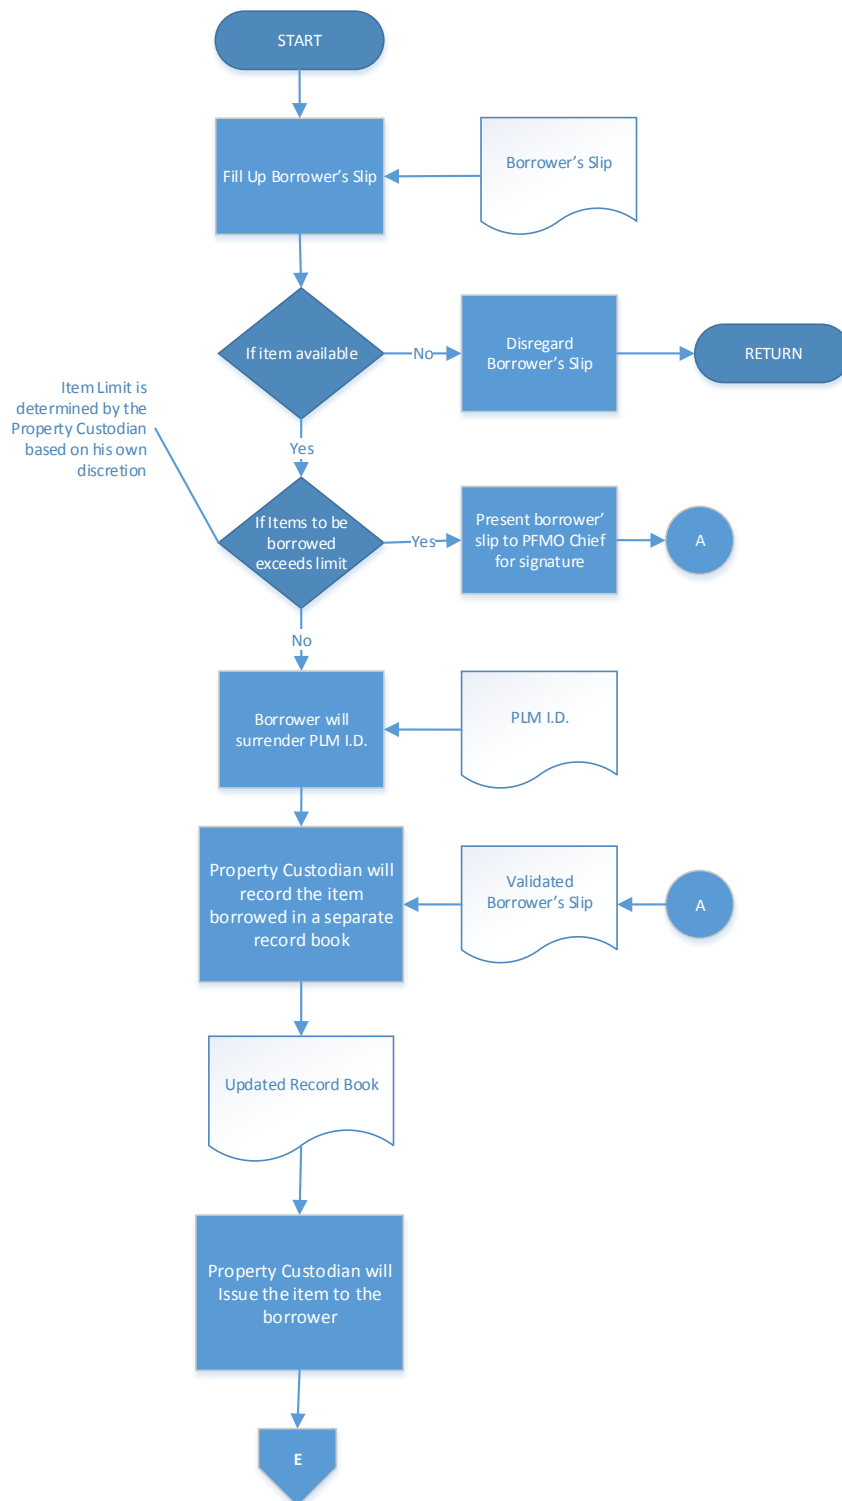 START
Fill Up Borrower's Slip
Borrower's Slip
If item available
No
Disregard
Borrower's Slip
RETURN
Item Limit is
determined by the
Property Custodian
based on his own
discretion
Yes
If Items to be
borrowed
exceeds limit
Yes
Present borrower'
slip to PFMO Chief
for signature
A
No
Borrower will
surrender PLM I.D.
PLM I.D.
Property Custodian will
record the item
borrowed in a separate
record book
Validated
Borrower's Slip
A
Updated Record Book
Property Custodian will
Issue the item to the
borrower
E